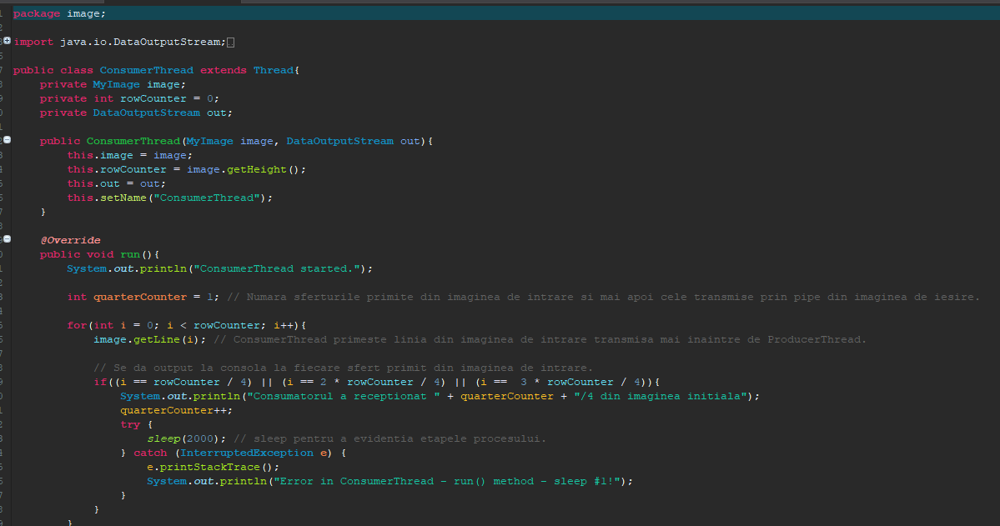 package image;
import java.io.DataOutputStream;
public class ConsumerThread extends Thread{
private MyImage image;
private int rowCounter = 0;
private DataOutputStream out;
public ConsumerThread(MyImage image, DataOutputStream out){
this.image = image;
this.rowCounter = image.getHeight();
this.out = out;
this.setName("ConsumerThread");
}
@Override
public void run(){
System.out.println("ConsumerThread started.");
int quarterCounter = 1; // Numara sferturile primite din imaginea de intrare si mai apoi cele transmise prin pipe din imaginea de iesire.
for(int i = 0; i < rowCounter; i++){
image.getLine(i); // ConsumerThread primeste linia din imaginea de intrare transmisa mai inaintre de ProducerThread.
// Se da output la consola la fiecare sfert primit din imaginea de intrare.
if((i == rowCounter / 4) || (i == 2 * rowCounter / 4) || (i ==  3 * rowCounter / 4)){
System.out.println("Consumatorul a receptionat " + quarterCounter + "/4 din imaginea initiala");
quarterCounter++;
try {
sleep(2000); // sleep pentru a evidentia etapele procesului.
} catch (InterruptedException e) {
e.printStackTrace();
System.out.println("Error in ConsumerThread - run() method - sleep #1!");
}
}
}